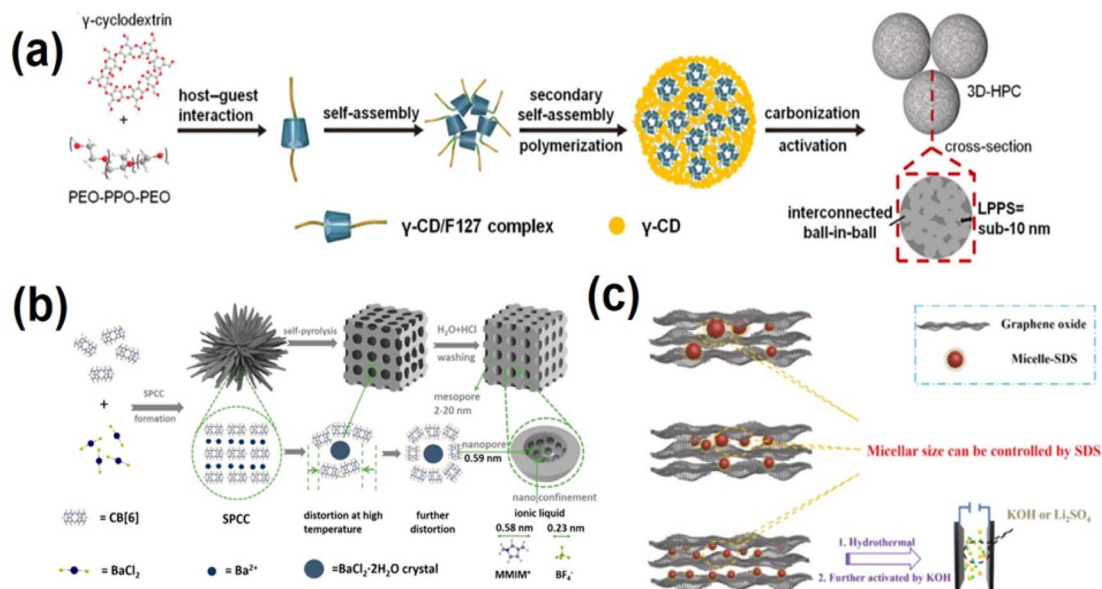 (a)
γ-cyclodextrin
+
PEO-PPO-PEO
host–guest
interaction
self-assembly
secondary
self-assembly
polymerization
carbonization
activation
3D-HPC
cross-section
interconnected
ball-in-ball
LPPS=
sub-10 nm
γ-CD/F127 complex
γ-CD
(b)
+
SPCC
formation
self-pyrolysis
H₂O+HCl
washing
mesopore
2-20 nm
nanopore
0.59 nm
nano confinement
SPCC
distortion at high
temperature
further
distortion
ionic liquid
0.58 nm
0.23 nm
MMIM⁺
BF₄⁻
= CB[6]
= BaCl₂
= Ba²⁺
=BaCl₂·2H₂O crystal
(c)
Graphene oxide
Micelle-SDS
Micellar size can be controlled by SDS
1. Hydrothermal
2. Further activated by KOH
KOH or Li₂SO₄